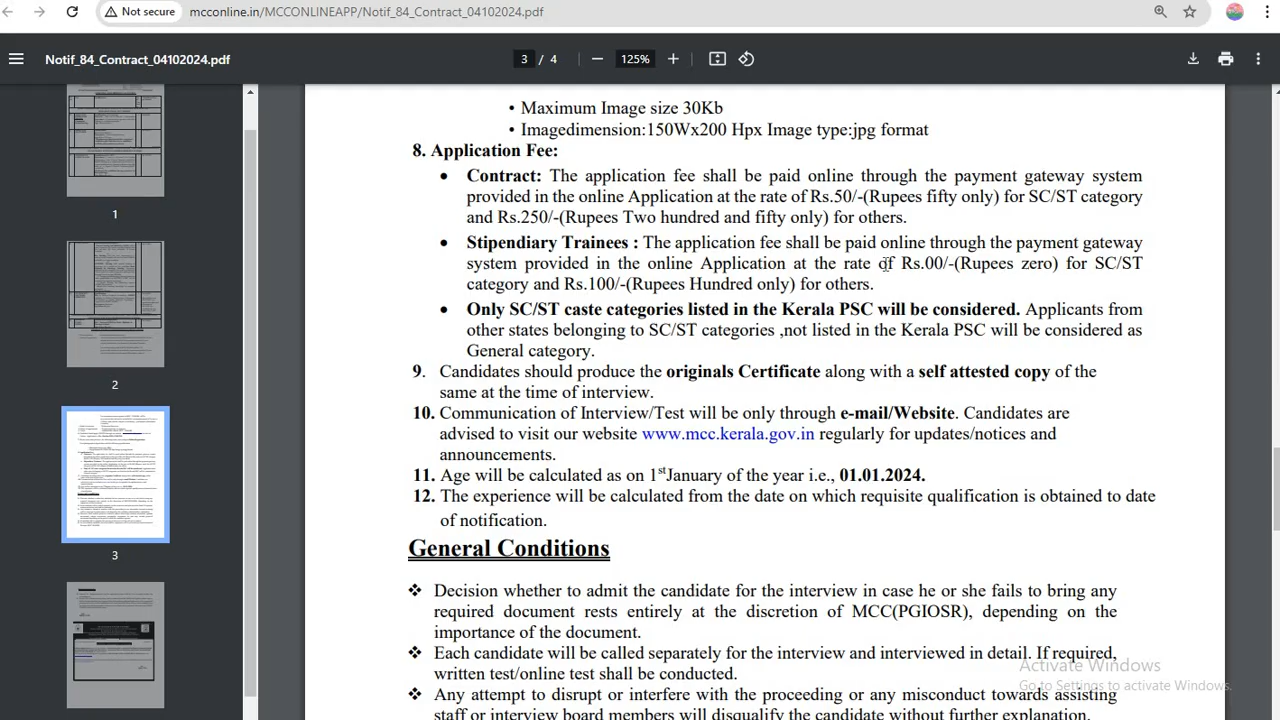 Not secure
mcconline.in/MCCONLINEAPP/Notif_84_Contract_04102024.pdf
Notif_84_Contract_04102024.pdf
3 / 4
125%
1
2
3
• Maximum Image size 30Kb
• Imagedimension:150Wx200 Hpx Image type:jpg format
8. Application Fee:
• Contract: The application fee shall be paid online through the payment gateway system
provided in the online Application at the rate of Rs.50/-(Rupees fifty only) for SC/ST category
and Rs.250/-(Rupees Two hundred and fifty only) for others.
• Stipendiary Trainees : The application fee shall be paid online through the payment gateway
system provided in the online Application at the rate of Rs.00/-(Rupees zero) for SC/ST
category and Rs.100/-(Rupees Hundred only) for others.
• Only SC/ST caste categories listed in the Kerala PSC will be considered. Applicants from
other states belonging to SC/ST categories ,not listed in the Kerala PSC will be considered as
General category.
9. Candidates should produce the originals Certificate along with a self attested copy of the
same at the time of interview.
10. Communication of Interview/Test will be only through email/Website. Candidates are
advised to visit our website www.mcc.kerala.gov.in regularly for updates/notices and
announcements.
11. Age will be calculated as on 1stJanuary of the year i.e., 01.01.2024.
12. The experience will be calculated from the date on which requisite qualification is obtained to date
of notification.
General Conditions
❖ Decision whether to admit the candidate for the interview in case he or she fails to bring any
required document rests entirely at the discretion of MCC(PGIOSR), depending on the
importance of the document.
❖ Each candidate will be called separately for the interview and interviewed in detail. If required,
written test/online test shall be conducted.
❖ Any attempt to disrupt or interfere with the proceeding or any misconduct towards assisting
staff or interview board members will disqualify the candidate without further explanation.
Activate Windows
Go to Settings to activate Windows.